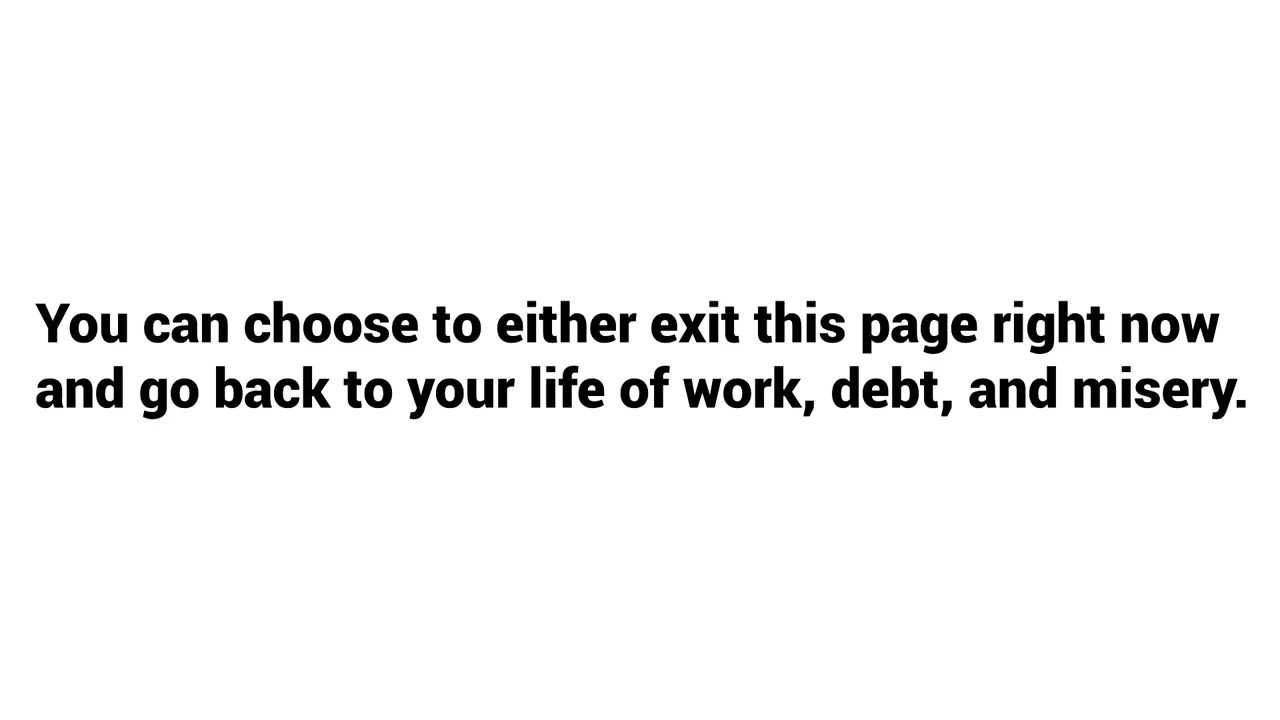 You can choose to either exit this page right now
and go back to your life of work, debt, and misery.